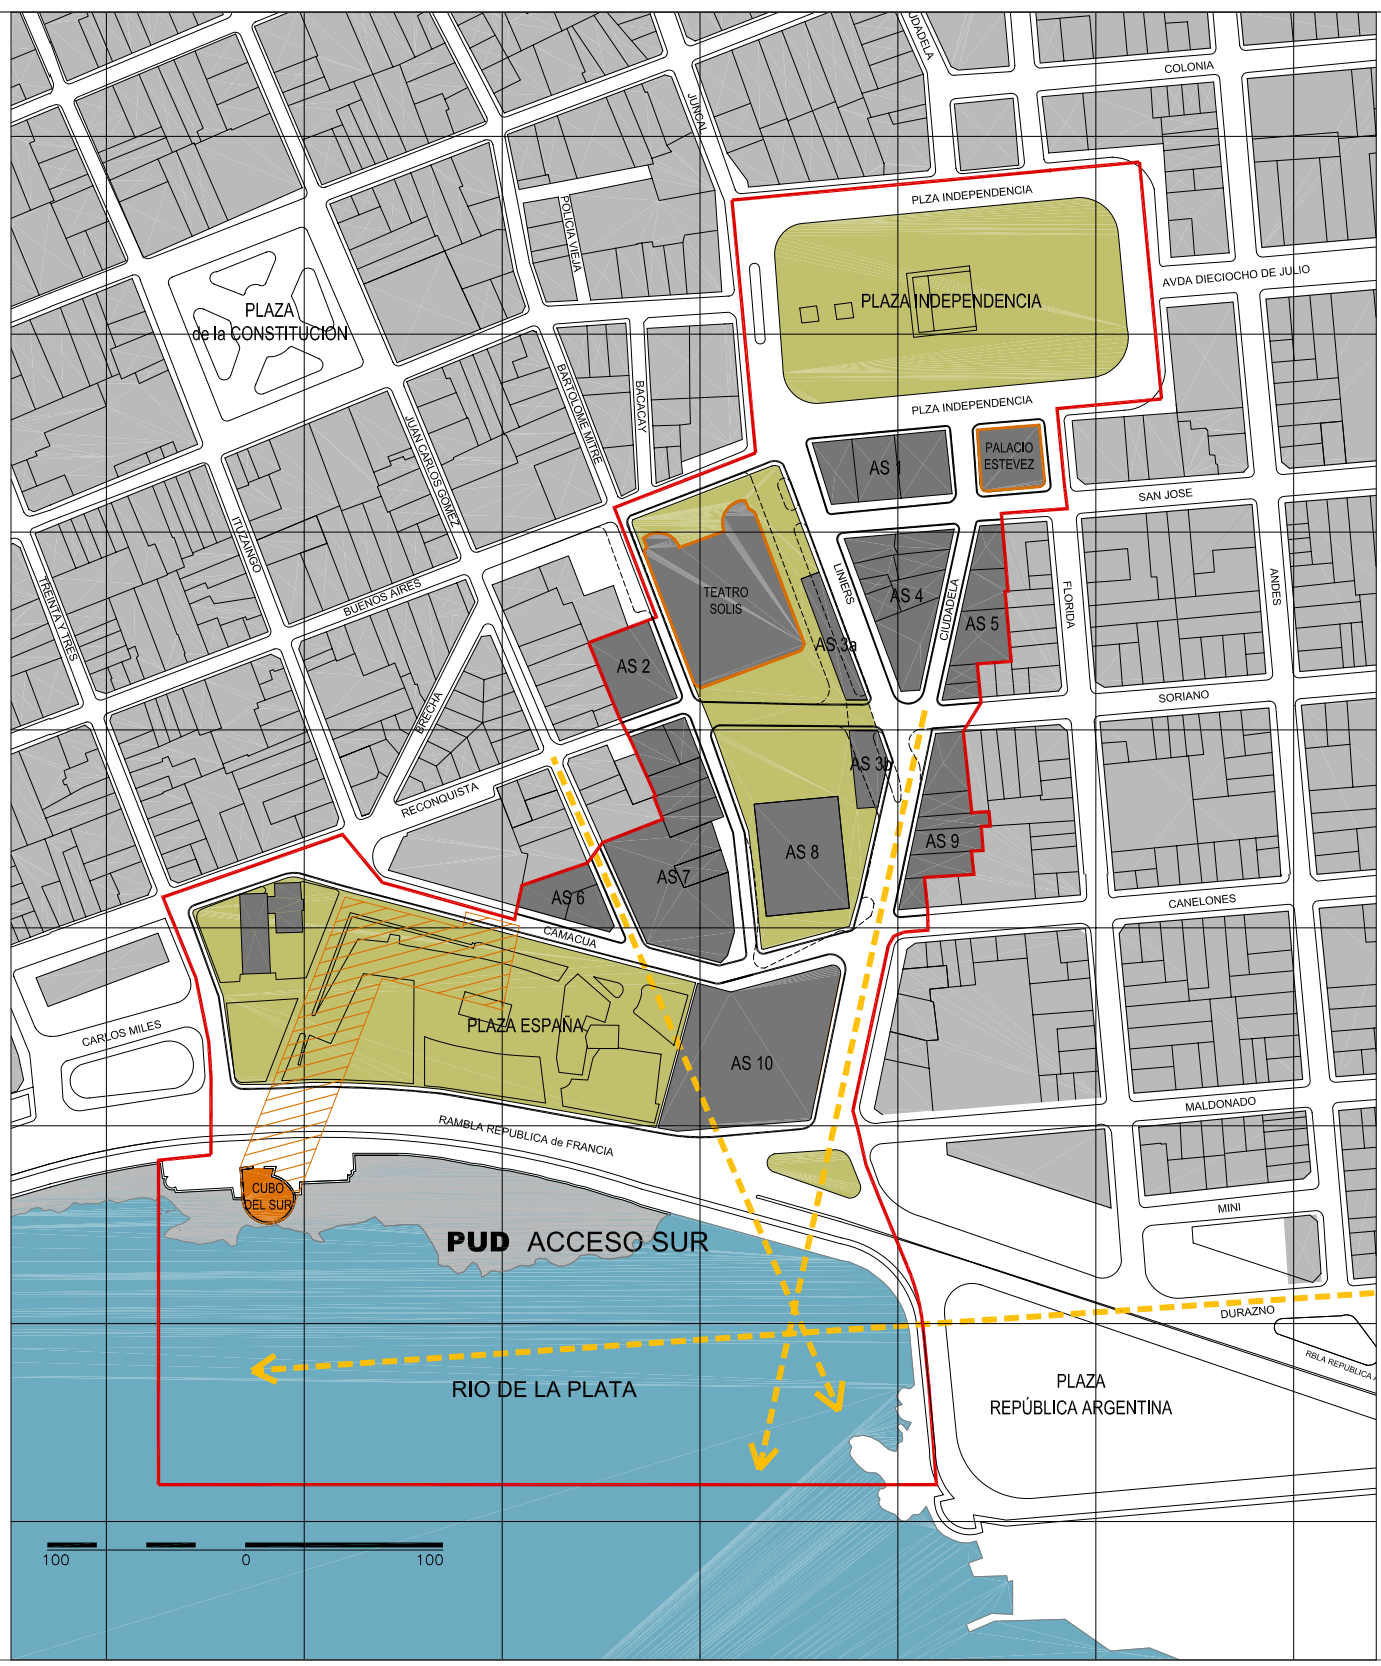 COLONIA
JUNCAL
PLZA INDEPENDENCIA
POLICIA VIEJA
AVDA DIECIOCHO DE JULIO
PLAZA INDEPENDENCIA
PLAZA
de la CONSTITUCIÓN
BARTOLOME MITRE
BACACAY
PLZA INDEPENDENCIA
JUAN CARLOS GOMEZ
PALACIO
ESTEVEZ
AS 1
SAN JOSE
ITUZAINGO
TREINTA Y TRES
BUENOS AIRES
TEATRO
SOLIS
LINIERS
AS 4
CIUDADELA
AS 5
FLORIDA
ANDES
AS 3a
AS 2
BRECHA
SORIANO
AS 3b
RECONQUISTA
AS 8
AS 9
AS 7
AS 6
CANELONES
CAMACUA
CARLOS MILES
PLAZA ESPAÑA
AS 10
MALDONADO
RAMBLA REPUBLICA de FRANCIA
CUBO
DEL SUR
MINI
PUD ACCESO SUR
DURAZNO
RBLA REPUBLICA
RIO DE LA PLATA
PLAZA
REPÚBLICA ARGENTINA
100 0 100